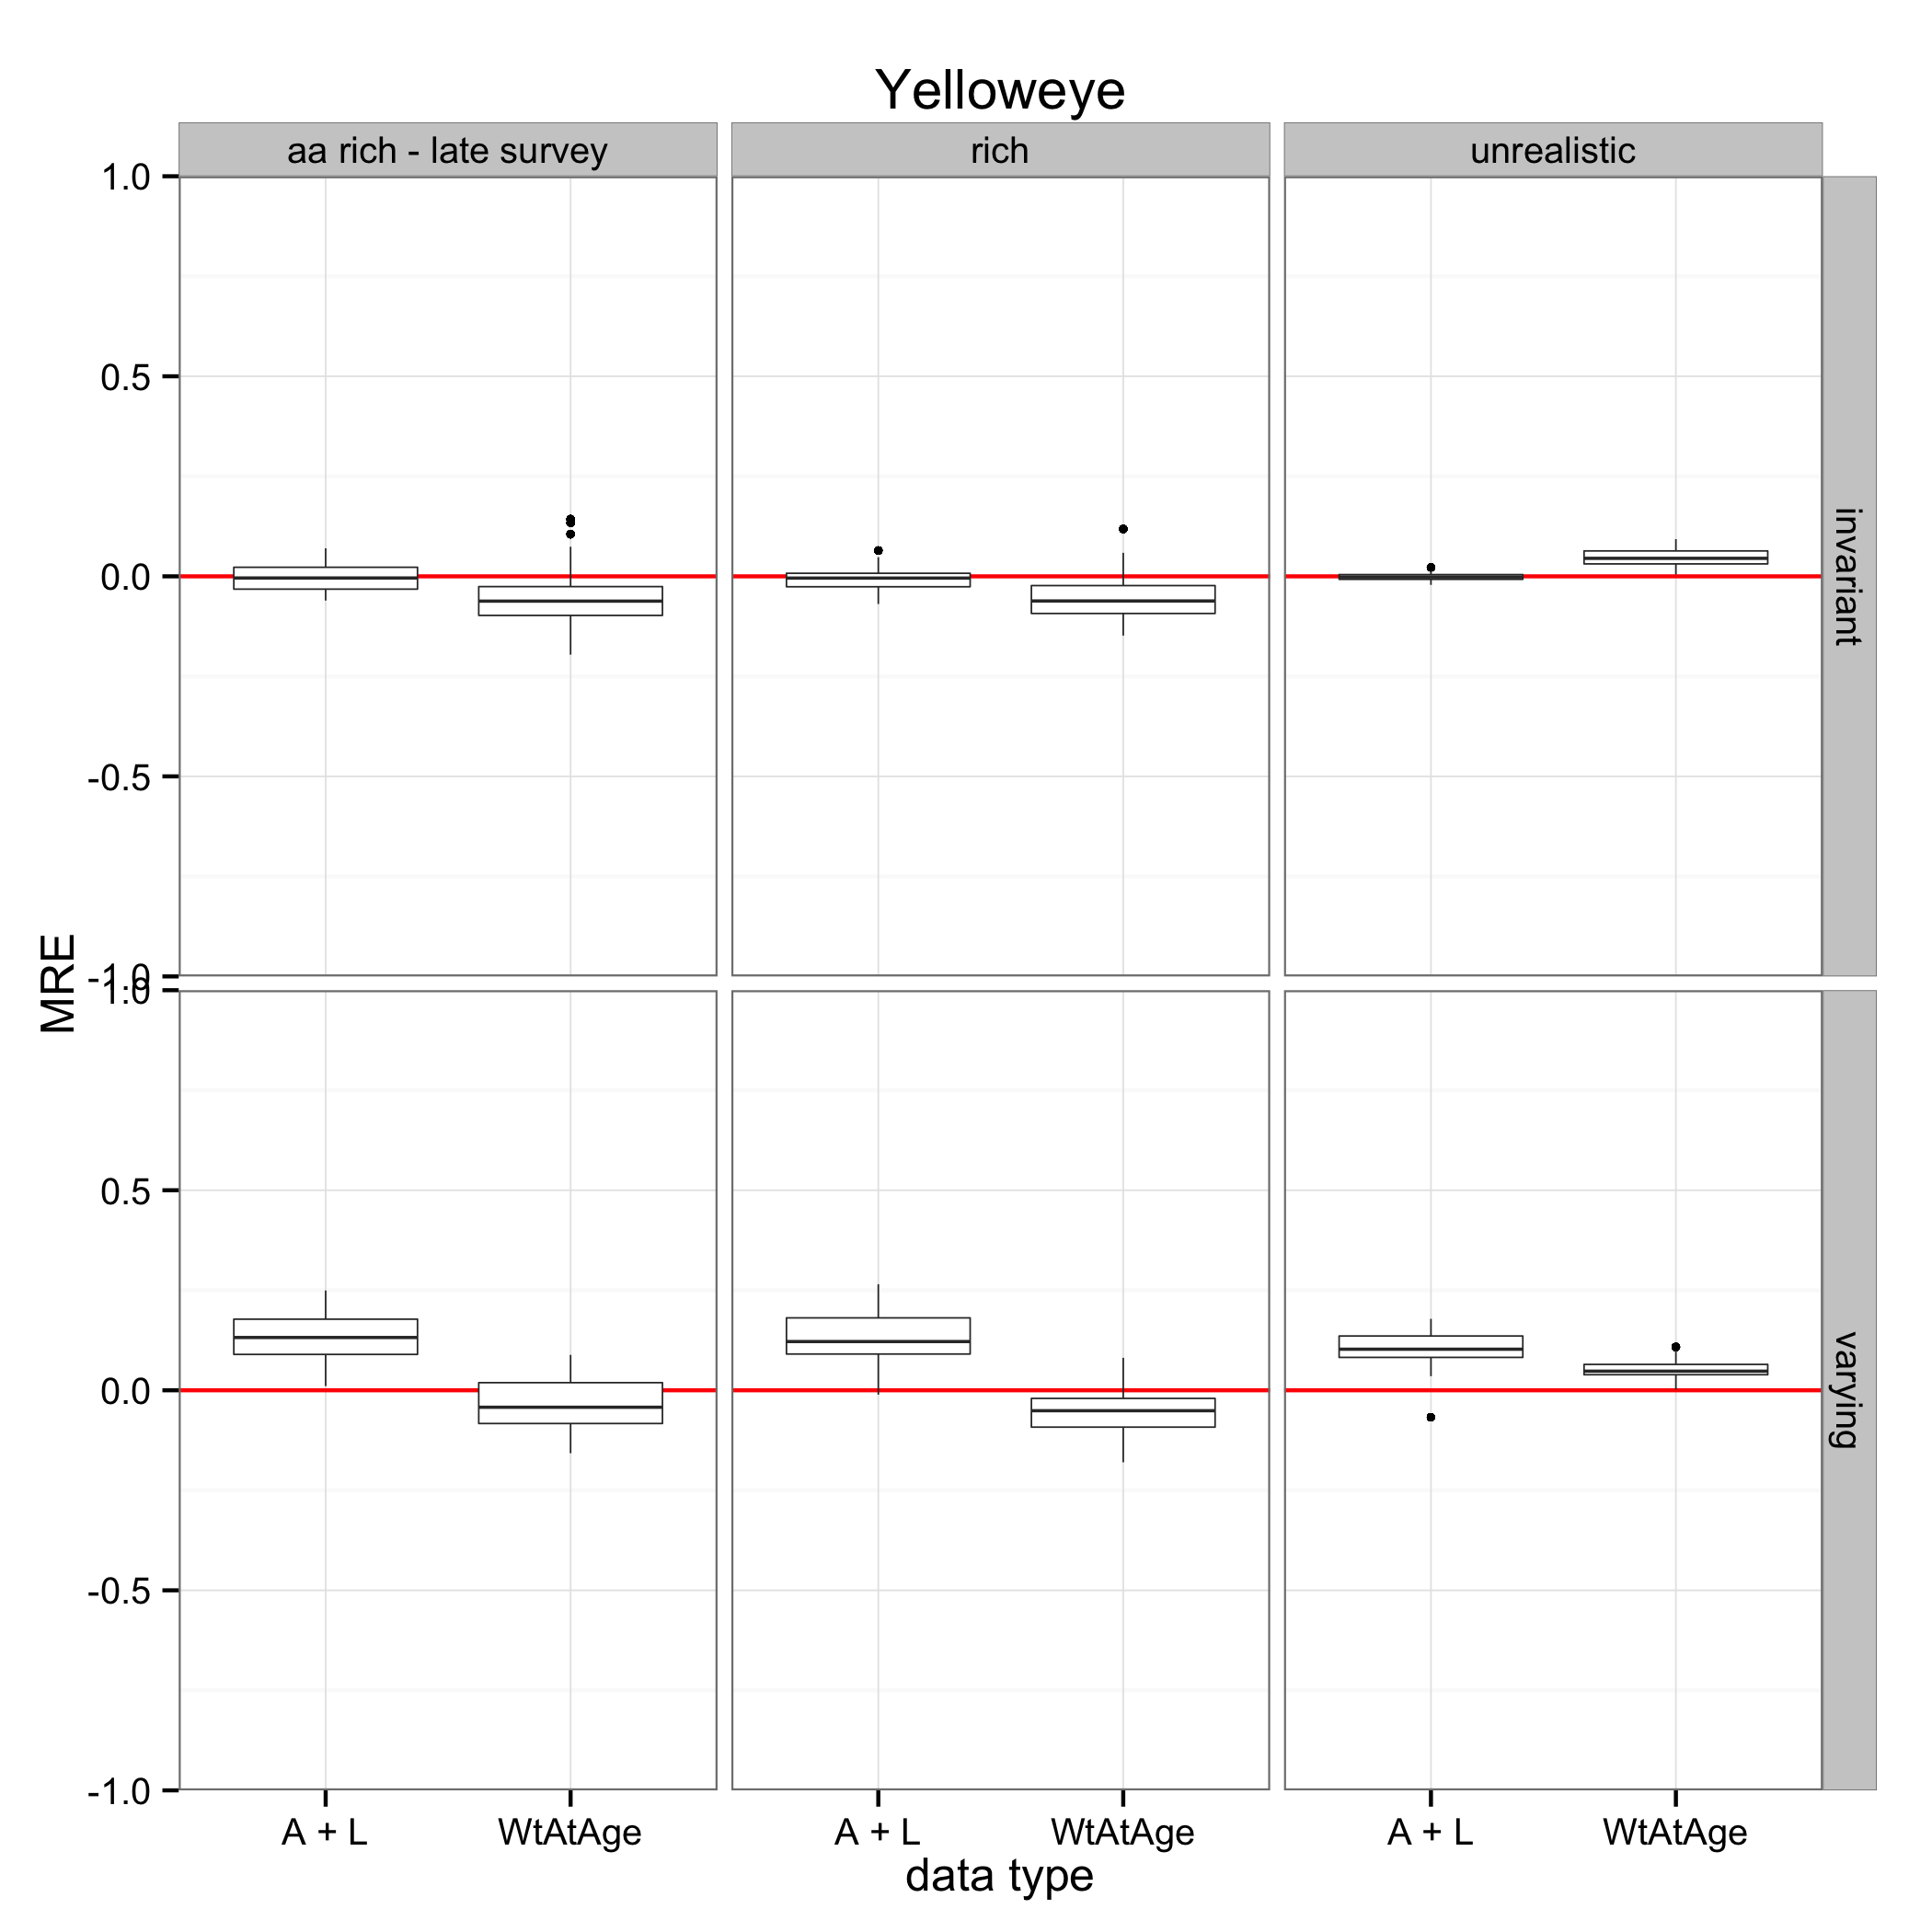 Yelloweye
aa rich - late survey
rich
unrealistic
1.0
0.5
0.0
-0.5
-1.0
invariant
MRE
1.0
0.5
0.0
-0.5
-1.0
varying
A + L
WtAtAge
A + L
WtAtAge
A + L
WtAtAge
data type